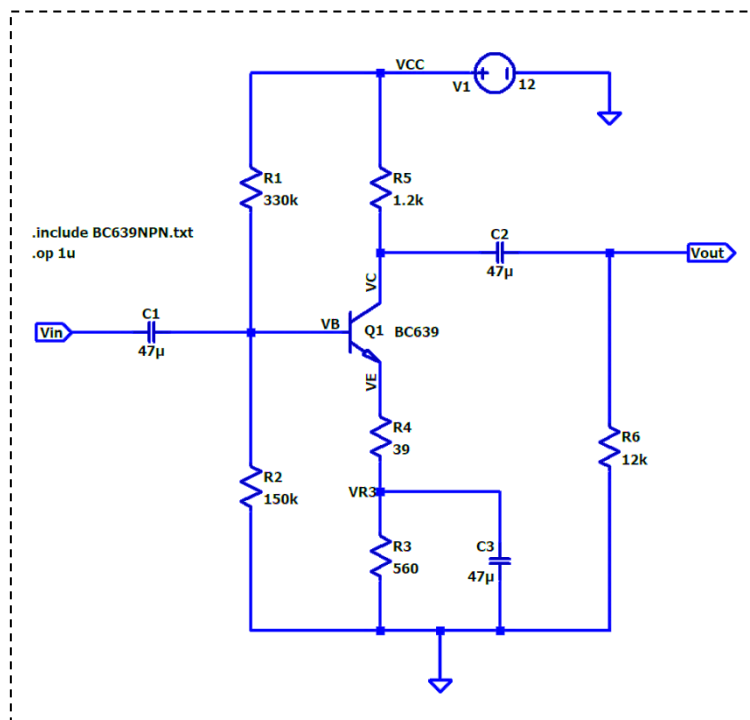 VCC
V1
12
R1
330k
R5
1.2k
.include BC639NPN.txt
.op 1u
C2
47µ
Vout
VC
C1
47µ
Vin
VB
Q1
BC639
VE
R4
39
R6
12k
R2
150k
VR3
R3
560
C3
47µ